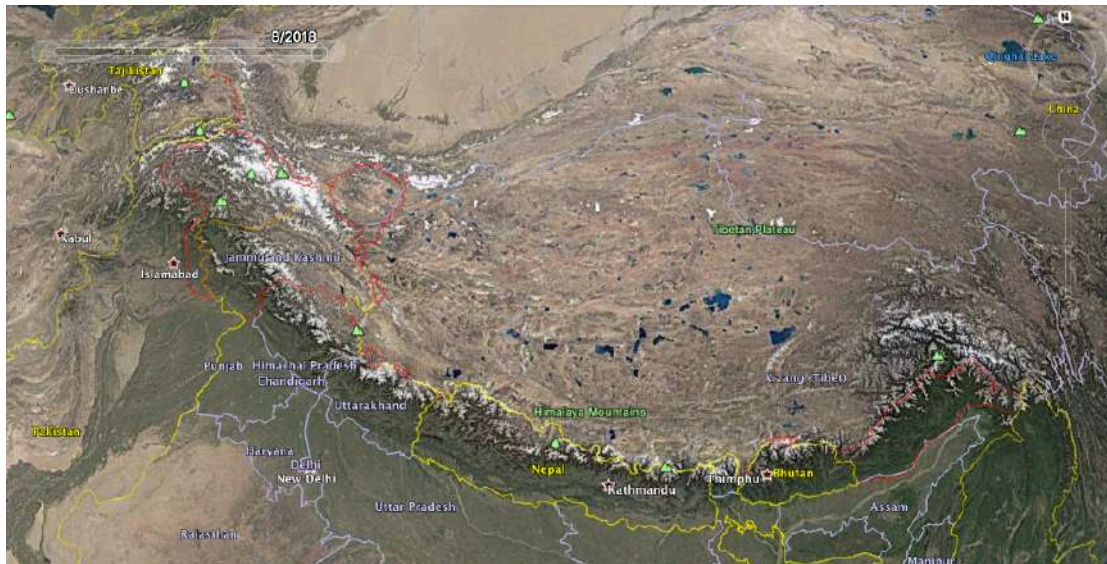 8/2018
N
Qinghai Lake
Tajikistan
Dushanbe
China
Tibetan Plateau
Kabul
Jammu and Kashmir
Islamabad
Punjab
Himachal Pradesh
Chandigarh
Xizang (Tibet)
Uttarakhand
Himalaya Mountains
Pakistan
Haryana
Delhi
New Delhi
Nepal
Thimphu
Bhutan
Kathmandu
Uttar Pradesh
Assam
Rajasthan
Manipur